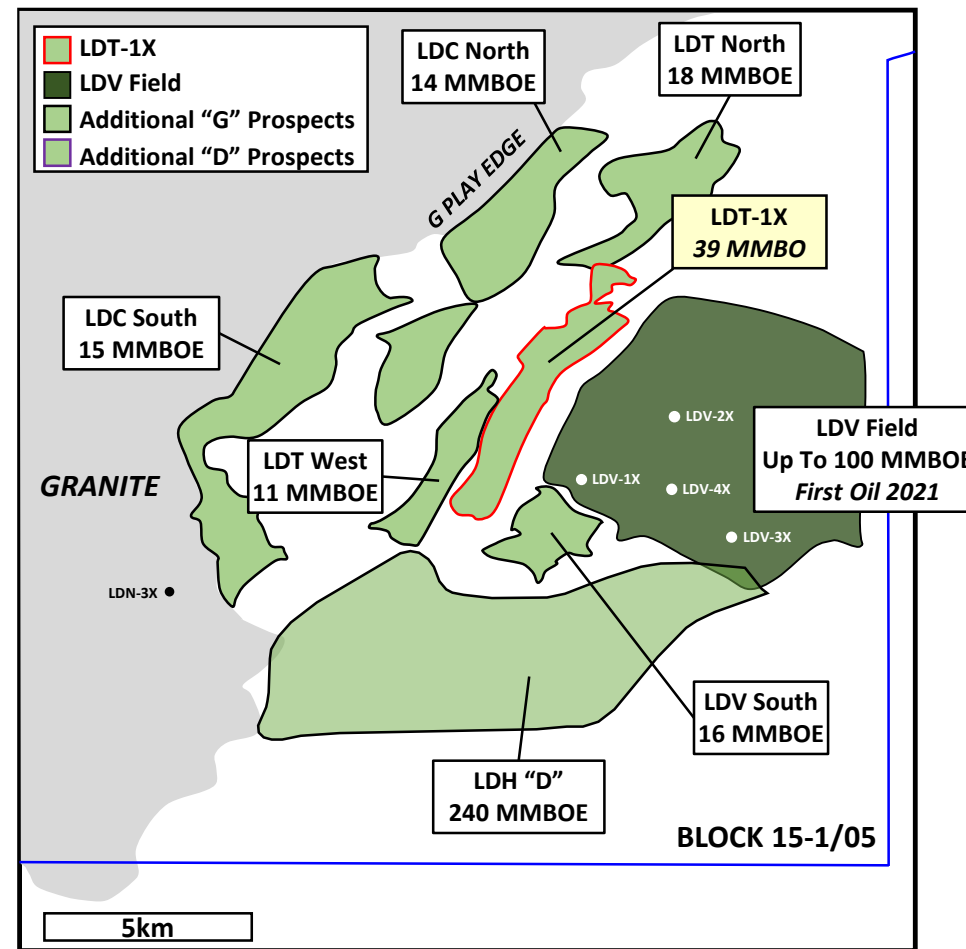 LDT-1X
LDV Field
Additional “G” Prospects
Additional “D” Prospects
LDC North
14 MMBOE
LDT North
18 MMBOE
G PLAY EDGE
LDT-1X
39 MMBO
LDC South
15 MMBOE
LDV-2X
LDV Field
Up To 100 MMBOE
First Oil 2021
LDT West
11 MMBOE
GRANITE
LDV-1X
LDV-4X
LDV-3X
LDN-3X
LDV South
16 MMBOE
LDH “D”
240 MMBOE
BLOCK 15-1/05
5km